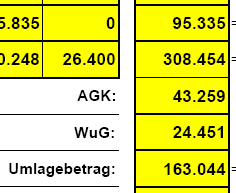 5.835 0 95.335 =
0.248 26.400 308.454 =
AGK: 43.259
WuG: 24.451
Umlagebetrag: 163.044 =